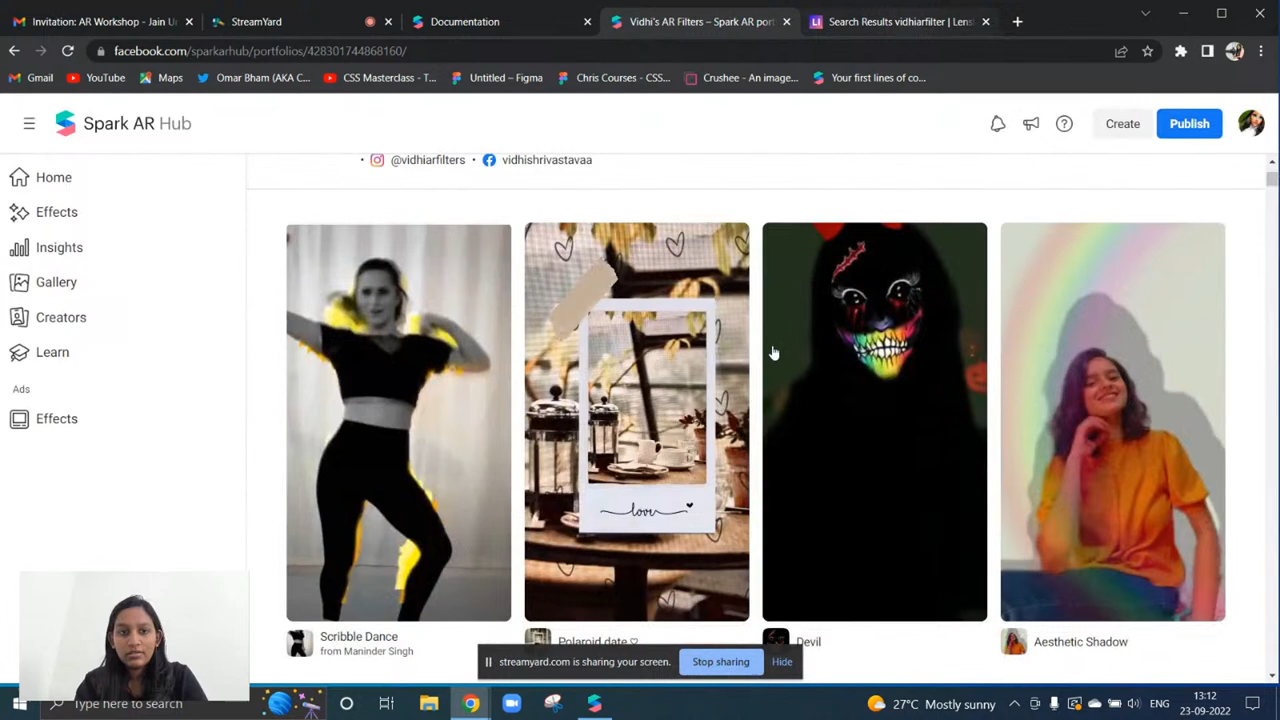 Invitation: AR Workshop - Jain U
StreamYard
Documentation
Vidhi's AR Filters – Spark AR port
Search Results vidhiarfilter | Lens
facebook.com/sparkarhub/portfolios/428301744868160/
Gmail
YouTube
Maps
Omar Bham (AKA C...
CSS Masterclass - T...
Untitled – Figma
Chris Courses - CSS...
Crushee - An image...
Your first lines of co...
Spark AR Hub
Create
Publish
@vidhiarfilters
vidhishrivastavaa
Home
Effects
Insights
Gallery
Creators
Learn
Ads
Effects
love
Scribble Dance
from Maninder Singh
Polaroid date ♡
Devil
Aesthetic Shadow
streamyard.com is sharing your screen.
Stop sharing
Hide
Type here to search
27°C Mostly sunny
ENG
13:12
23-09-2022